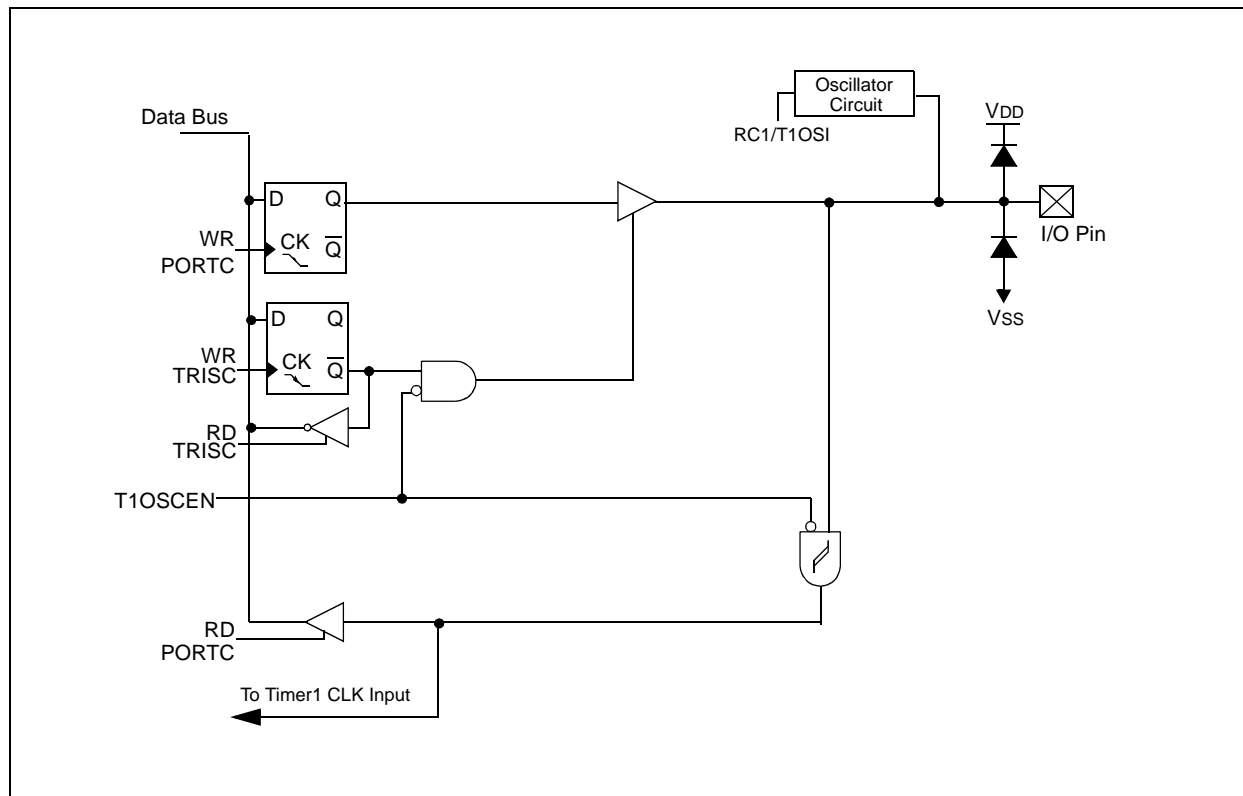 Oscillator
Circuit
Data Bus
VDD
RC1/T1OSI
D Q
WR
PORTC
CK Q
I/O Pin
D Q
VSS
WR
TRISC
CK Q
RD
TRISC
T1OSCEN
RD
PORTC
To Timer1 CLK Input